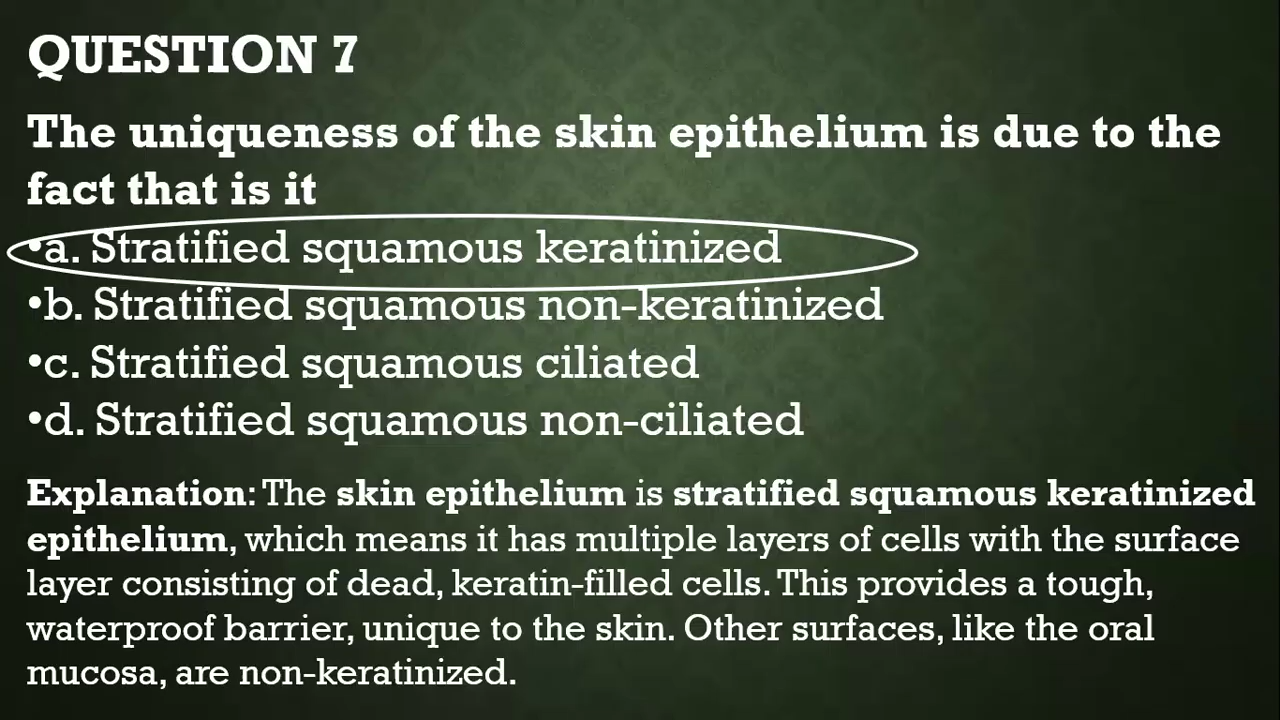 QUESTION 7
The uniqueness of the skin epithelium is due to the
fact that is it
•a. Stratified squamous keratinized
•b. Stratified squamous non-keratinized
•c. Stratified squamous ciliated
•d. Stratified squamous non-ciliated
Explanation: The skin epithelium is stratified squamous keratinized
epithelium, which means it has multiple layers of cells with the surface
layer consisting of dead, keratin-filled cells. This provides a tough,
waterproof barrier, unique to the skin. Other surfaces, like the oral
mucosa, are non-keratinized.